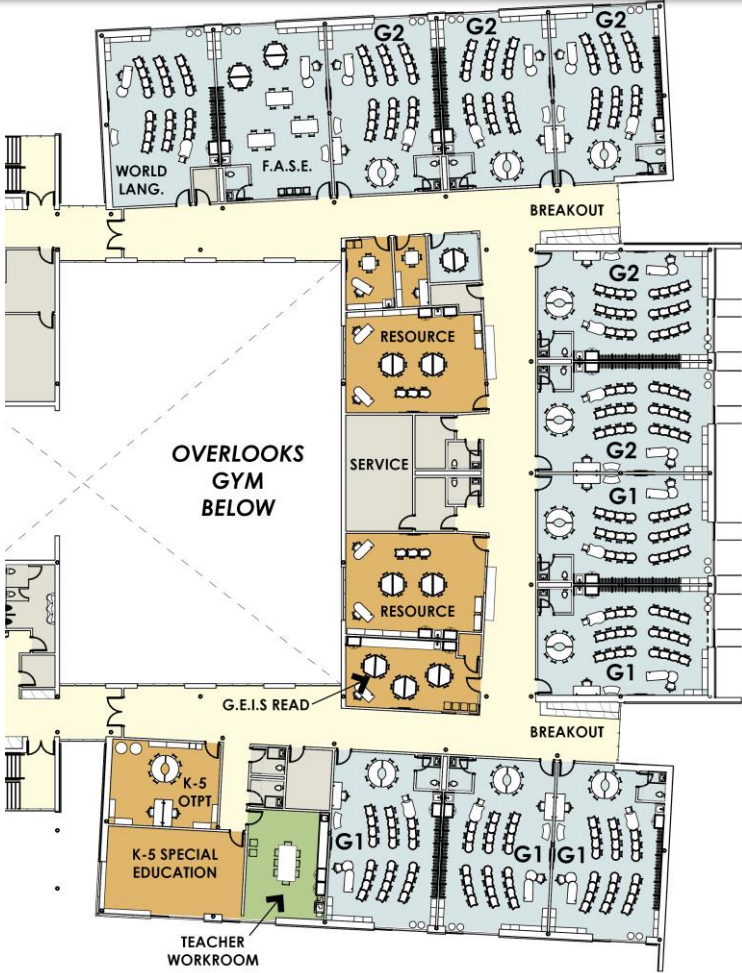 G2
G2
G2
WORLD
LANG.
F.A.S.E.
BREAKOUT
G2
RESOURCE
OVERLOOKS
GYM
BELOW
SERVICE
G2
G1
RESOURCE
G1
G.E.I.S READ
BREAKOUT
K-5
OTPT
G1
G1
G1
K-5 SPECIAL
EDUCATION
TEACHER
WORKROOM